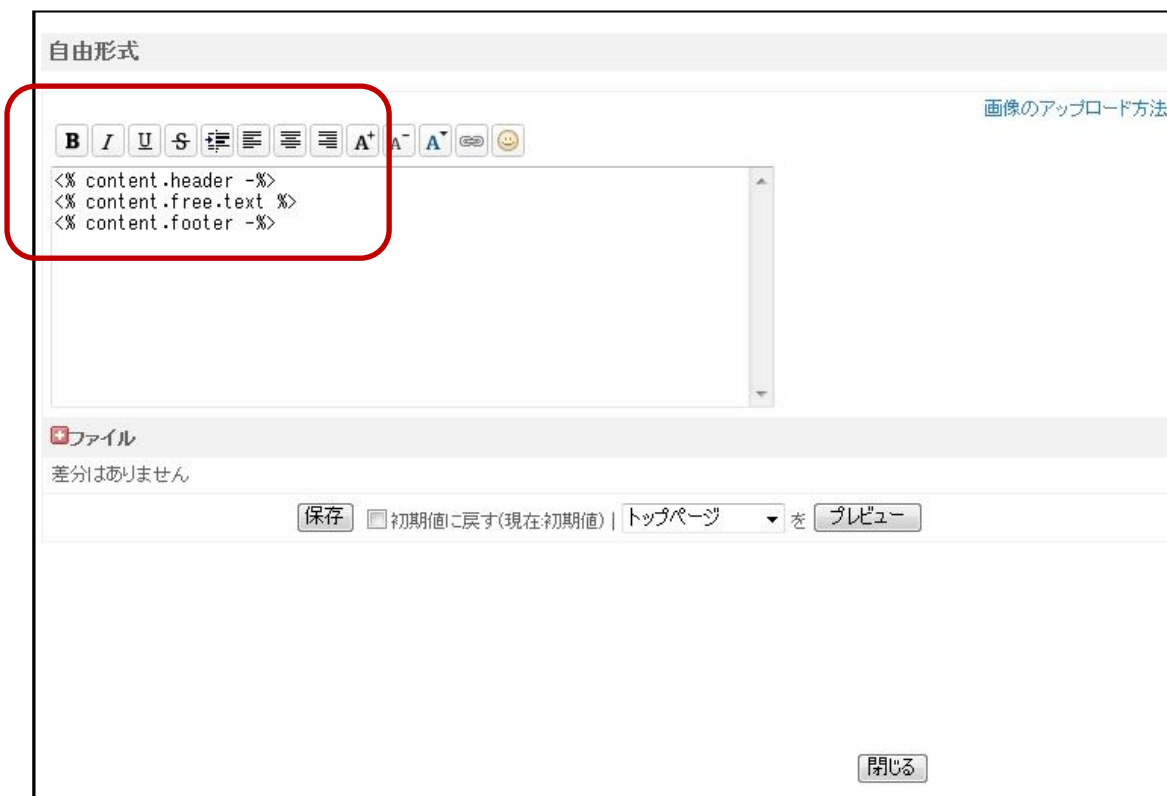 自由形式
画像のアップロード方法
B I U S A+ A- A
<% content.header -%>
<% content.free.text %>
<% content.footer -%>
ファイル
差分はありません
保存 初期値に戻す(現在:初期値) | トップページ を プレビュー
閉じる